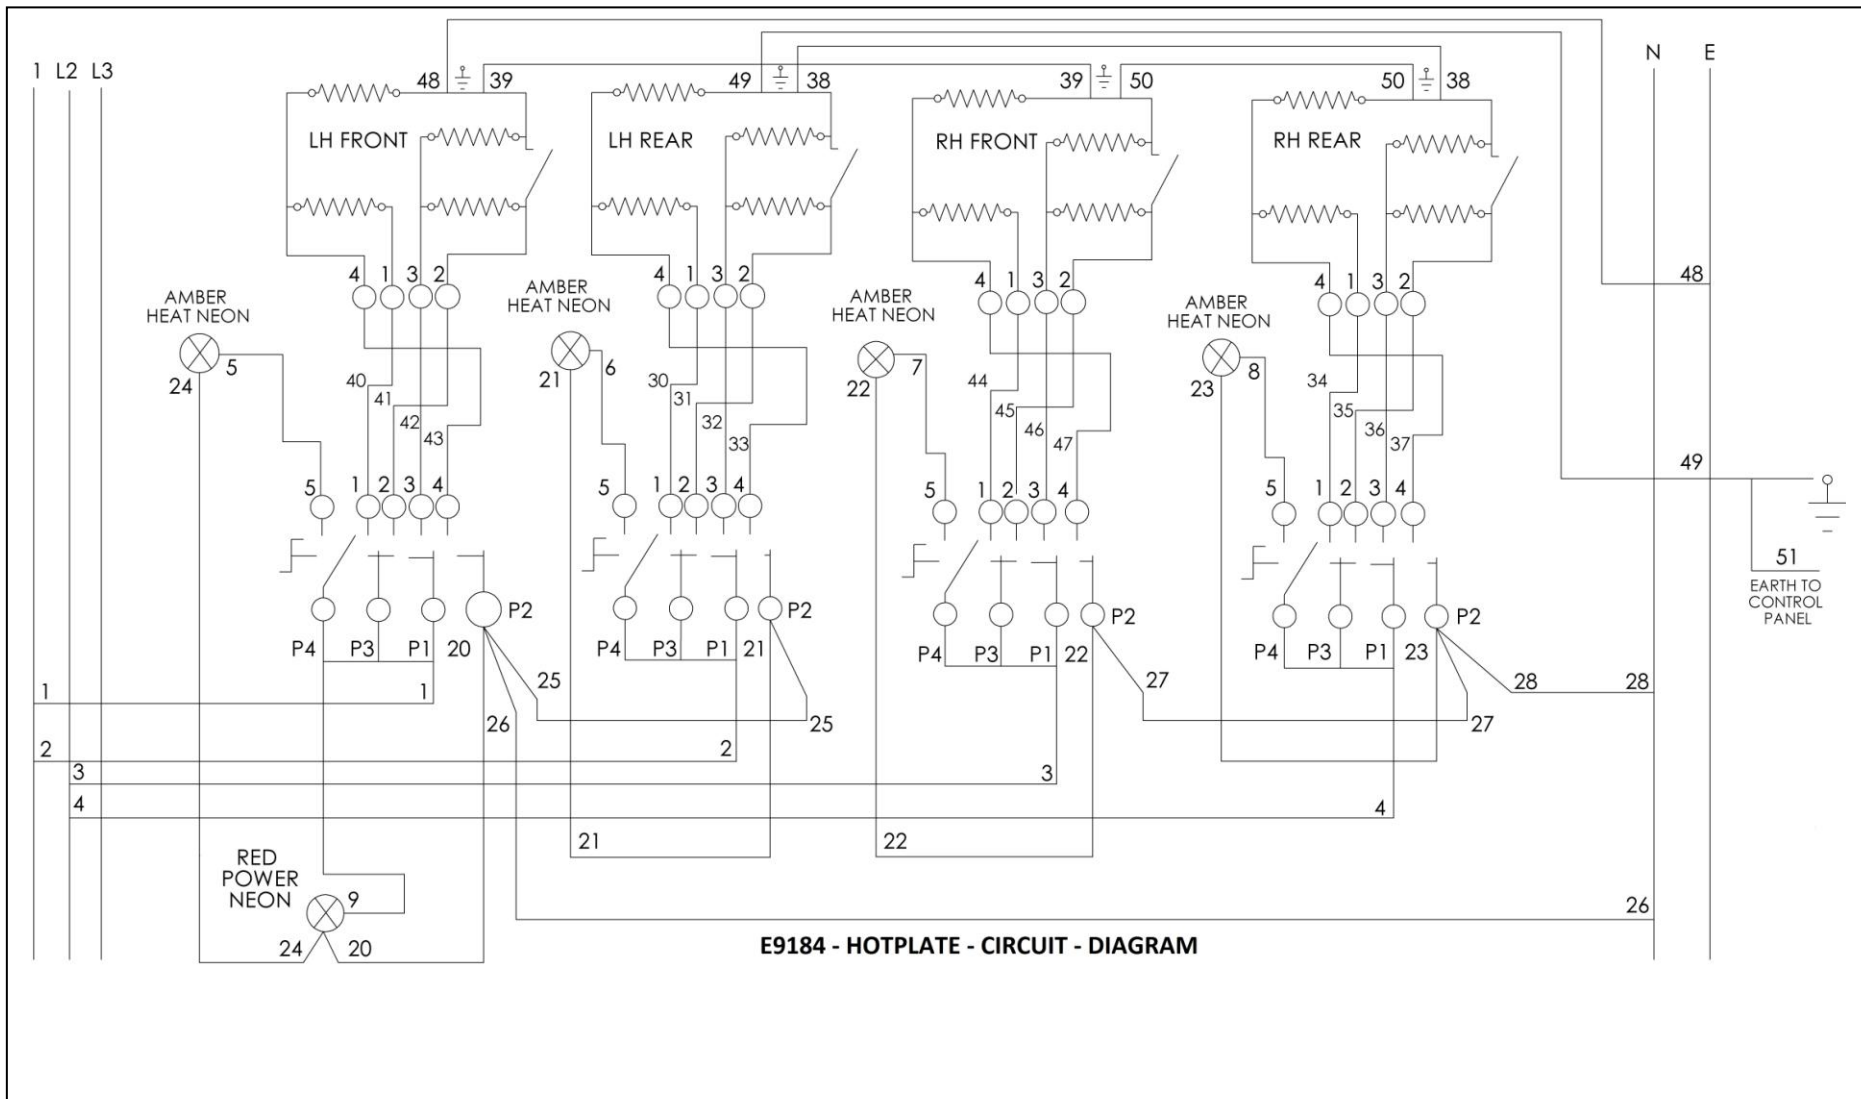 1 L2 L3
N E
48 39
49 38
39 50
50 38
LH FRONT
LH REAR
RH FRONT
RH REAR
4 1 3 2
4 1 3 2
4 1 3 2
4 1 3 2
48
AMBER
HEAT NEON
AMBER
HEAT NEON
AMBER
HEAT NEON
AMBER
HEAT NEON
24 5
21 6
22 7
23 8
40
41
42
43
30
31
32
33
44
45
46
47
34
35
36
37
49
5 1 2 3 4
5 1 2 3 4
5 1 2 3 4
5 1 2 3 4
51
EARTH TO
CONTROL
PANEL
P2
P2
P2
P2
P4 P3 P1 20
P4 P3 P1 21
P4 P3 P1 22
P4 P3 P1 23
1 1
25
27
28 28
26
25
27
2 2
3 3
4 4
21
22
RED
POWER
NEON
9
26
24 20
E9184 - HOTPLATE - CIRCUIT - DIAGRAM